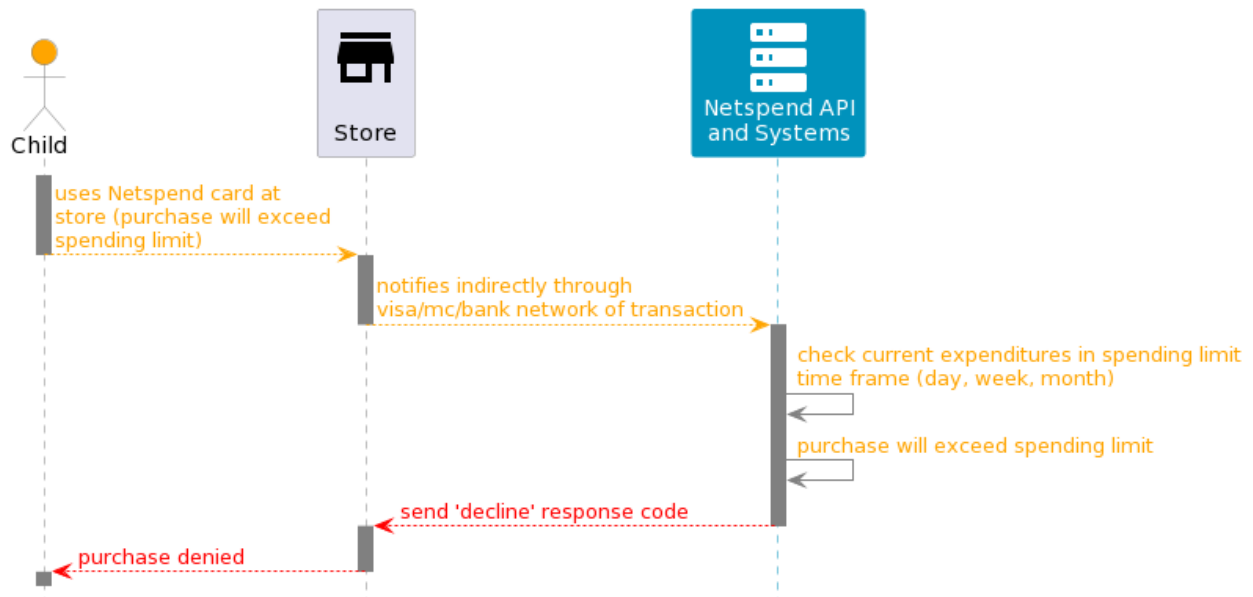 Child
Store
Netspend API
and Systems
uses Netspend card at
store (purchase will exceed
spending limit)
notifies indirectly through
visa/mc/bank network of transaction
check current expenditures in spending limit
time frame (day, week, month)
purchase will exceed spending limit
send 'decline' response code
purchase denied